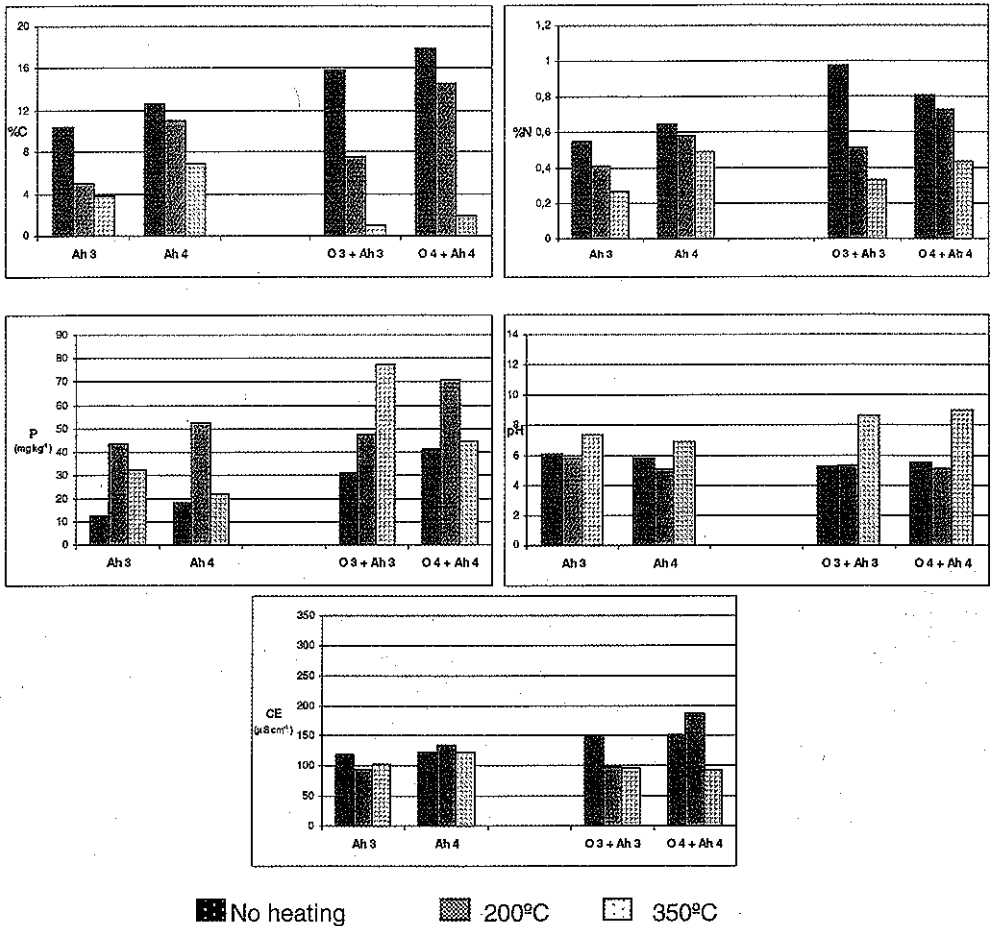 20
16
12
8
4
0
%C
Ah 3
Ah 4
O 3 + Ah 3
O 4 + Ah 4
1,2
1
0,8
0,6
0,4
0,2
0
%N
Ah 3
Ah 4
O 3 + Ah 3
O 4 + Ah 4
90
80
70
60
50
40
30
20
10
0
P
(mg kg⁻¹)
Ah 3
Ah 4
O 3 + Ah 3
O 4 + Ah 4
14
12
10
8
6
4
2
0
pH
Ah 3
Ah 4
O 3 + Ah 3
O 4 + Ah 4
350
300
250
200
150
100
50
0
CE
(µS cm⁻¹)
Ah 3
Ah 4
O 3 + Ah 3
O 4 + Ah 4
No heating 200ºC 350ºC